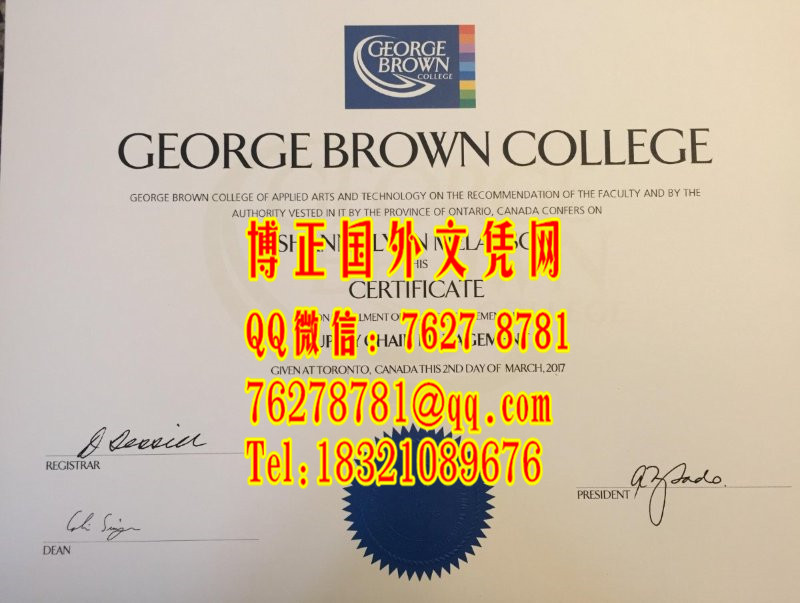 GEORGE
BROWN
COLLEGE
GEORGE BROWN COLLEGE
GEORGE BROWN COLLEGE OF APPLIED ARTS AND TECHNOLOGY ON THE RECOMMENDATION OF THE FACULTY AND BY THE
AUTHORITY VESTED IN IT BY THE PROVINCE OF ONTARIO, CANADA CONFERS ON
博正国外文凭网
CERTIFICATE
QQ微信：7627 8781
GIVEN AT TORONTO, CANADA THIS 2ND DAY OF MARCH, 2017
76278781@qq.com
Tel:18321089676
REGISTRAR
PRESIDENT
DEAN